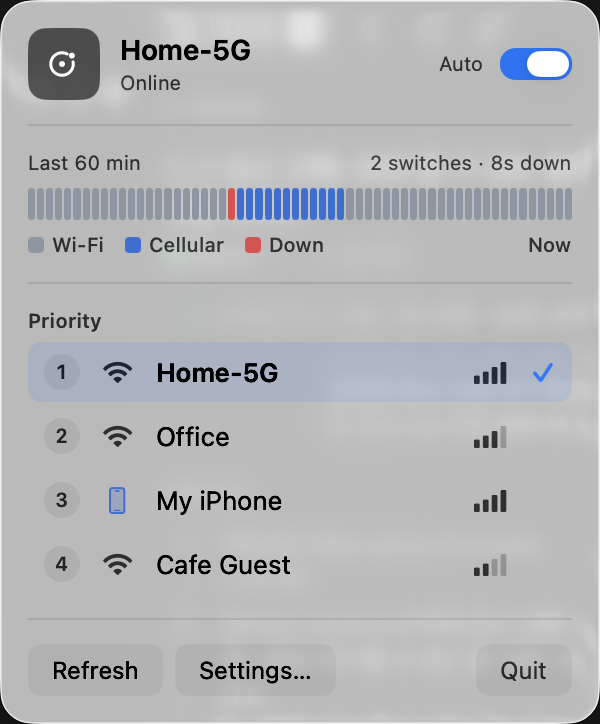 Home-5G
Online
Auto
Last 60 min
2 switches · 8s down
Wi-Fi
Cellular
Down
Now
Priority
1 Home-5G
2 Office
3 My iPhone
4 Cafe Guest
Refresh
Settings...
Quit